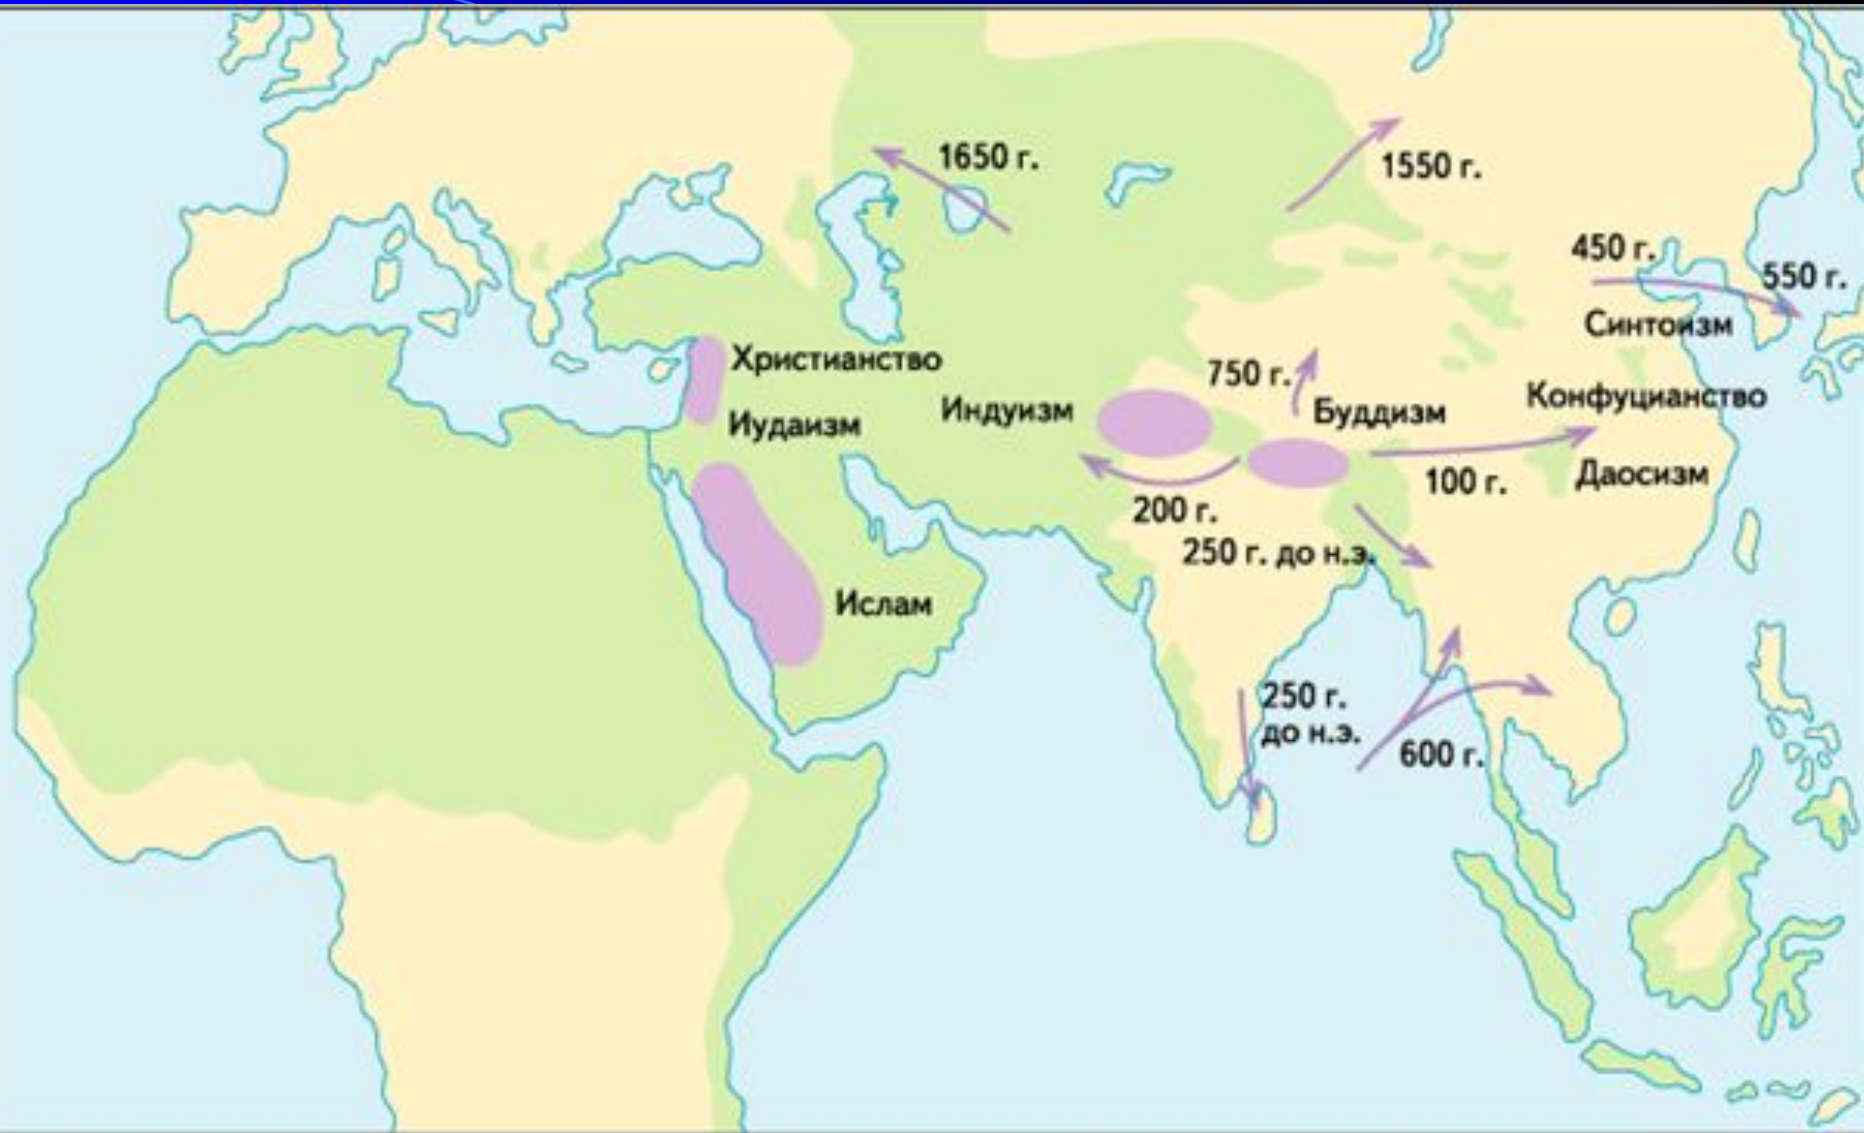 1650 г.
1550 г.
450 г.
550 г.
Синтоизм
Христианство
750 г.
Конфуцианство
Индуизм
Буддизм
Иудаизм
Даосизм
100 г.
200 г.
250 г. до н.э.
Ислам
250 г.
до н.э.
600 г.